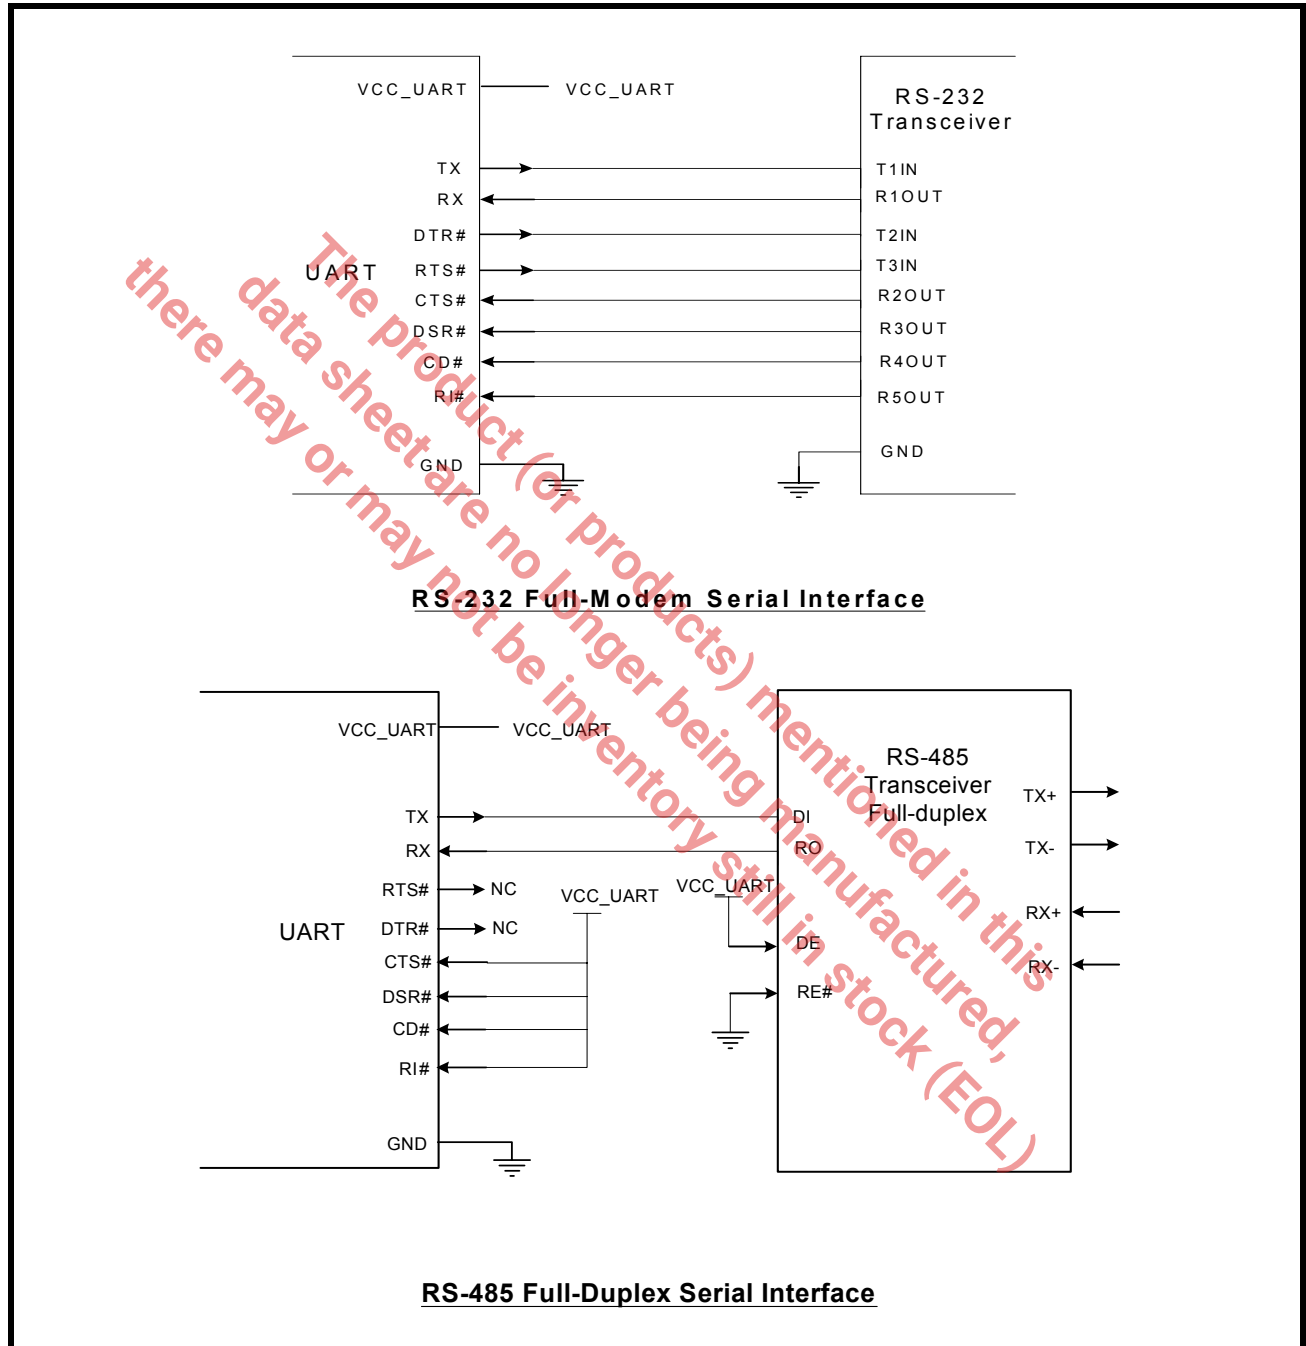 VCC_UART VCC_UART
RS-232
Transceiver
TX T1IN
RX R1OUT
DTR# T2IN
UART RTS# T3IN
CTS# R2OUT
DSR# R3OUT
CD# R4OUT
RI# R5OUT
GND GND
RS-232 Full-Modem Serial Interface
VCC_UART VCC_UART
RS-485
Transceiver
Full-duplex
TX+
TX DI
RX RO TX-
RTS# NC VCC_UART VCC_UART
RX+
UART DTR# NC
DE
CTS# RX-
DSR# RE#
CD#
RI#
GND
RS-485 Full-Duplex Serial Interface
The product (or products) mentioned in this
data sheet are no longer being manufactured,
there may or may not be inventory still in stock (EOL)